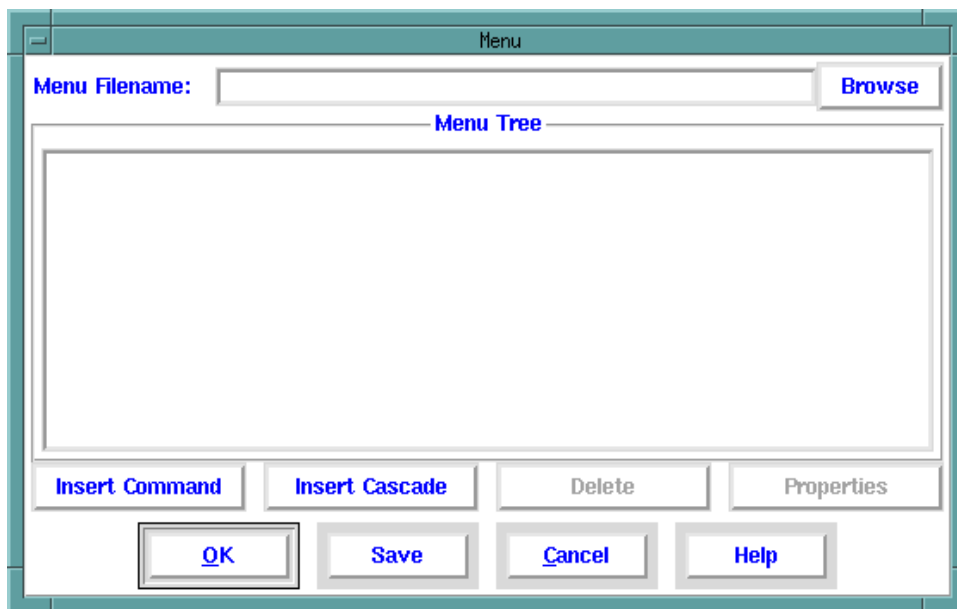 Menu
Menu Filename: Browse
Menu Tree
Insert Command Insert Cascade Delete Properties
OK Save Cancel Help